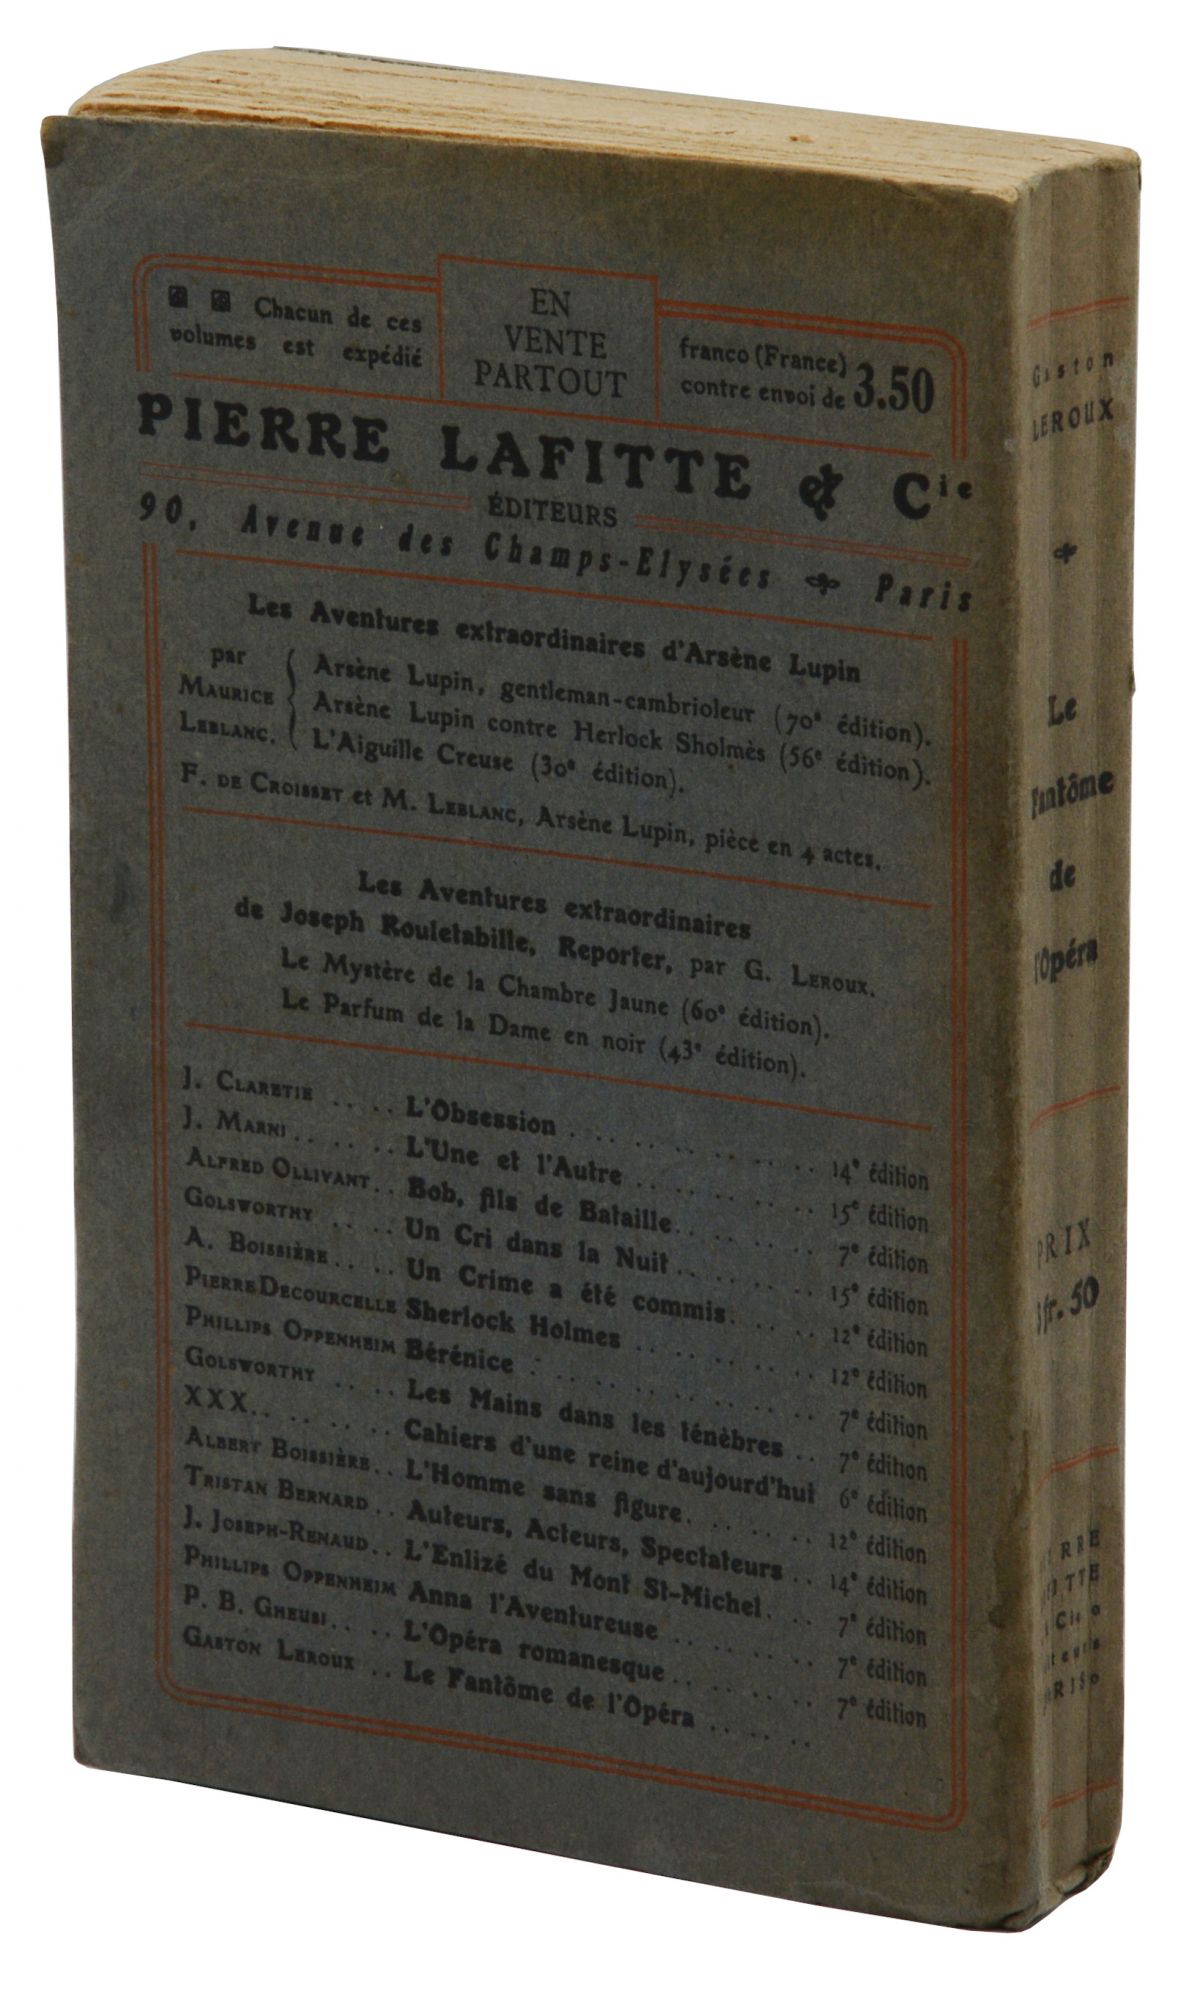 Chacun de ces
volumes est expédié
EN
VENTE
PARTOUT
franco (France)
contre envoi de 3.50
PIERRE LAFITTE & Cie
ÉDITEURS
90, Avenue des Champs-Elysées Paris
Les Aventures extraordinaires d'Arsène Lupin
par
MAURICE
LEBLANC.
Arsène Lupin, gentleman-cambrioleur (70e édition).
Arsène Lupin contre Herlock Sholmès (56e édition).
L'Aiguille Creuse (30e édition).
F. DE CROISSET et M. LEBLANC, Arsène Lupin, pièce en 4 actes.
Les Aventures extraordinaires
de Joseph Rouletabille, Reporter, par G. LEROUX.
Le Mystère de la Chambre Jaune (60e édition).
Le Parfum de la Dame en noir (43e édition).
J. CLARETIE .... L'Obsession .......... 14e édition
J. MARNI ..... L'Une et l'Autre ........ 15e édition
ALFRED OLLIVANT.. Bob, fils de Bataille....... 7e édition
GOLSWORTHY .... Un Cri dans la Nuit ....... 15e édition
A. BOISSIÈRE.... Un Crime a été commis..... 12e édition
PIERRE DECOURCELLE Sherlock Holmes ........ 12e édition
PHILLIPS OPPENHEIM Bérénice ........... 7e édition
GOLSWORTHY .... Les Mains dans les ténèbres .. 7e édition
XXX....... Cahiers d'une reine d'aujourd'hui 6e édition
ALBERT BOISSIÈRE.. L'Homme sans figure....... 12e édition
TRISTAN BERNARD .. Auteurs, Acteurs, Spectateurs .. 14e édition
J. JOSEPH-RENAUD.. L'Enlizé du Mont St-Michel.... 7e édition
PHILLIPS OPPENHEIM Anna l'Aventureuse ....... 7e édition
P. B. GHEUSI.... L'Opéra romanesque ....... 7e édition
GASTON LEROUX .. Le Fantôme de l'Opéra ......
Gaston
LEROUX
Le
Fantôme
de
l'Opéra
PRIX
3 fr. 50